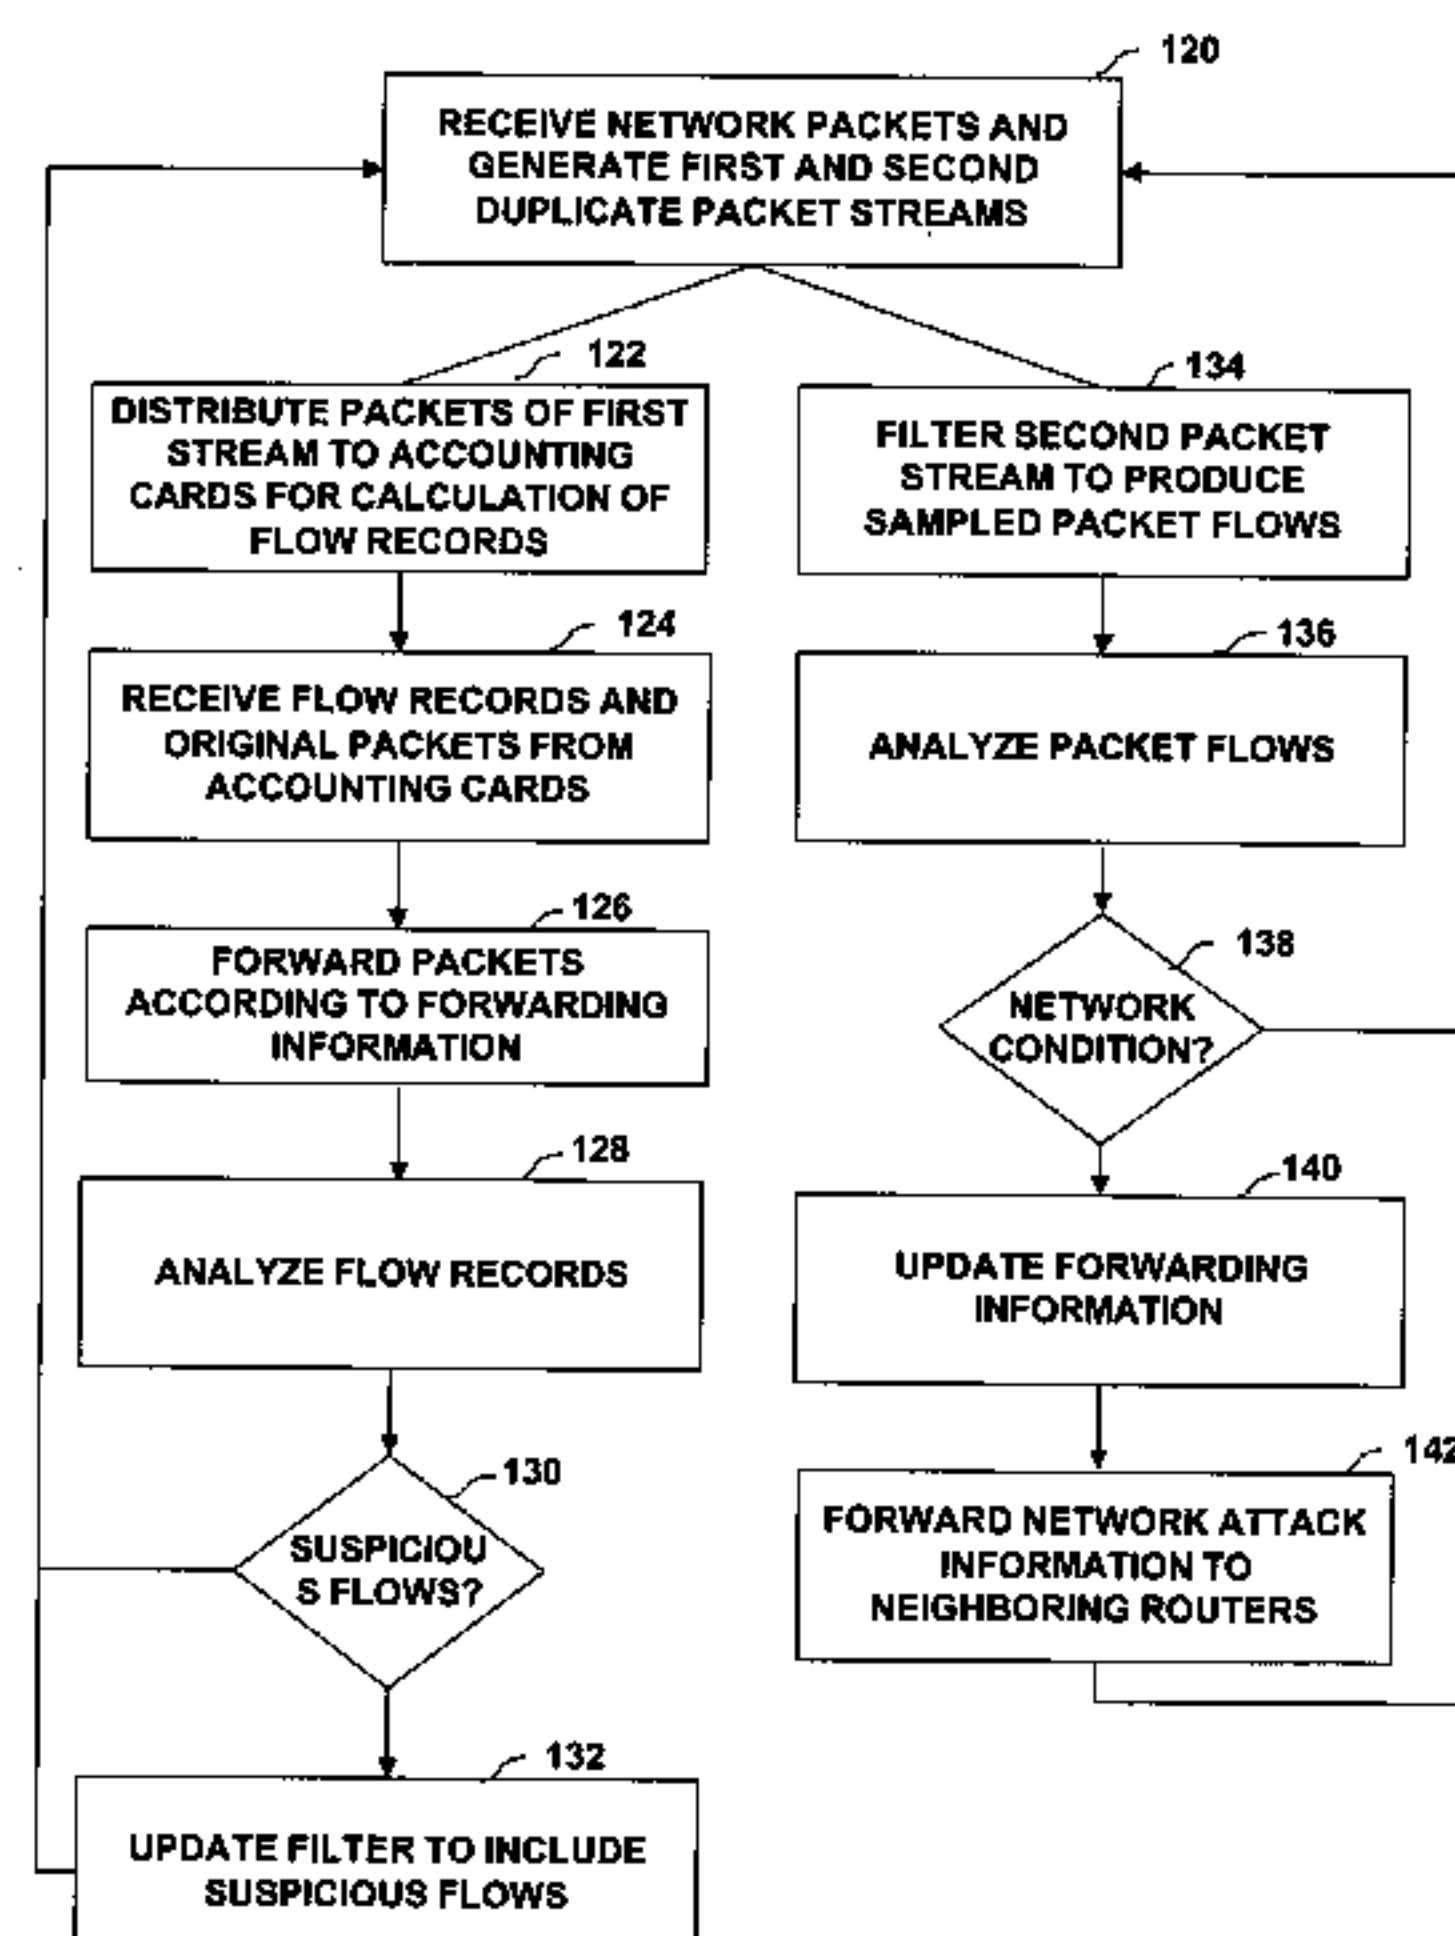 120
RECEIVE NETWORK PACKETS AND
GENERATE FIRST AND SECOND
DUPLICATE PACKET STREAMS
122
DISTRIBUTE PACKETS OF FIRST
STREAM TO ACCOUNTING
CARDS FOR CALCULATION OF
FLOW RECORDS
124
RECEIVE FLOW RECORDS AND
ORIGINAL PACKETS FROM
ACCOUNTING CARDS
126
FORWARD PACKETS
ACCORDING TO FORWARDING
INFORMATION
128
ANALYZE FLOW RECORDS
130
SUSPICIOU
S FLOWS?
132
UPDATE FILTER TO INCLUDE
SUSPICIOUS FLOWS
134
FILTER SECOND PACKET
STREAM TO PRODUCE
SAMPLED PACKET FLOWS
136
ANALYZE PACKET FLOWS
138
NETWORK
CONDITION?
140
UPDATE FORWARDING
INFORMATION
142
FORWARD NETWORK ATTACK
INFORMATION TO
NEIGHBORING ROUTERS